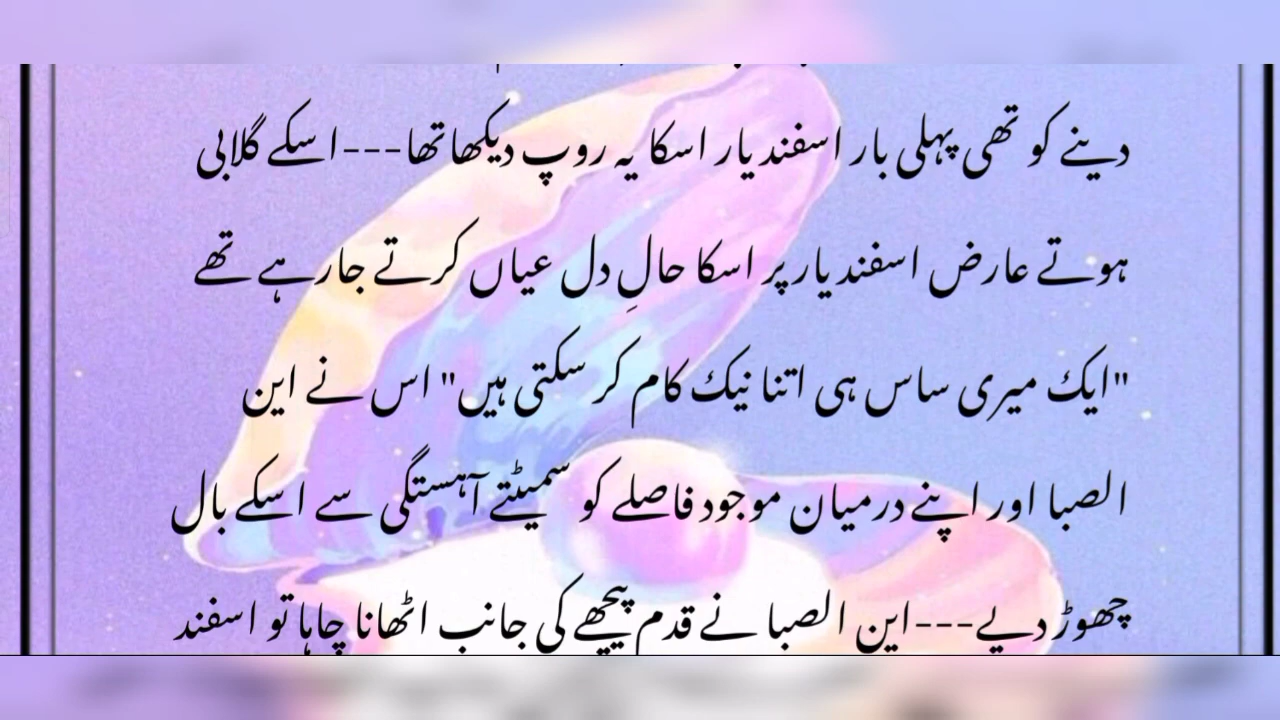 دینے کو تھی پہلی بار اسفندیار اسکا یہ روپ دیکھا تھا---اسکے گلابی
ہوتے عارض اسفندیار پر اسکا حالِ دل عیاں کرتے جارہے تھے
"ایک میری ساس ہی اتنا نیک کام کر سکتی ہیں" اس نے این
الصبا اور اپنے درمیان موجود فاصلے کو سمیٹتے آہستگی سے اسکے بال
چھوڑ دیے---این الصبا نے قدم پیچھے کی جانب اٹھانا چاہا تو اسفند